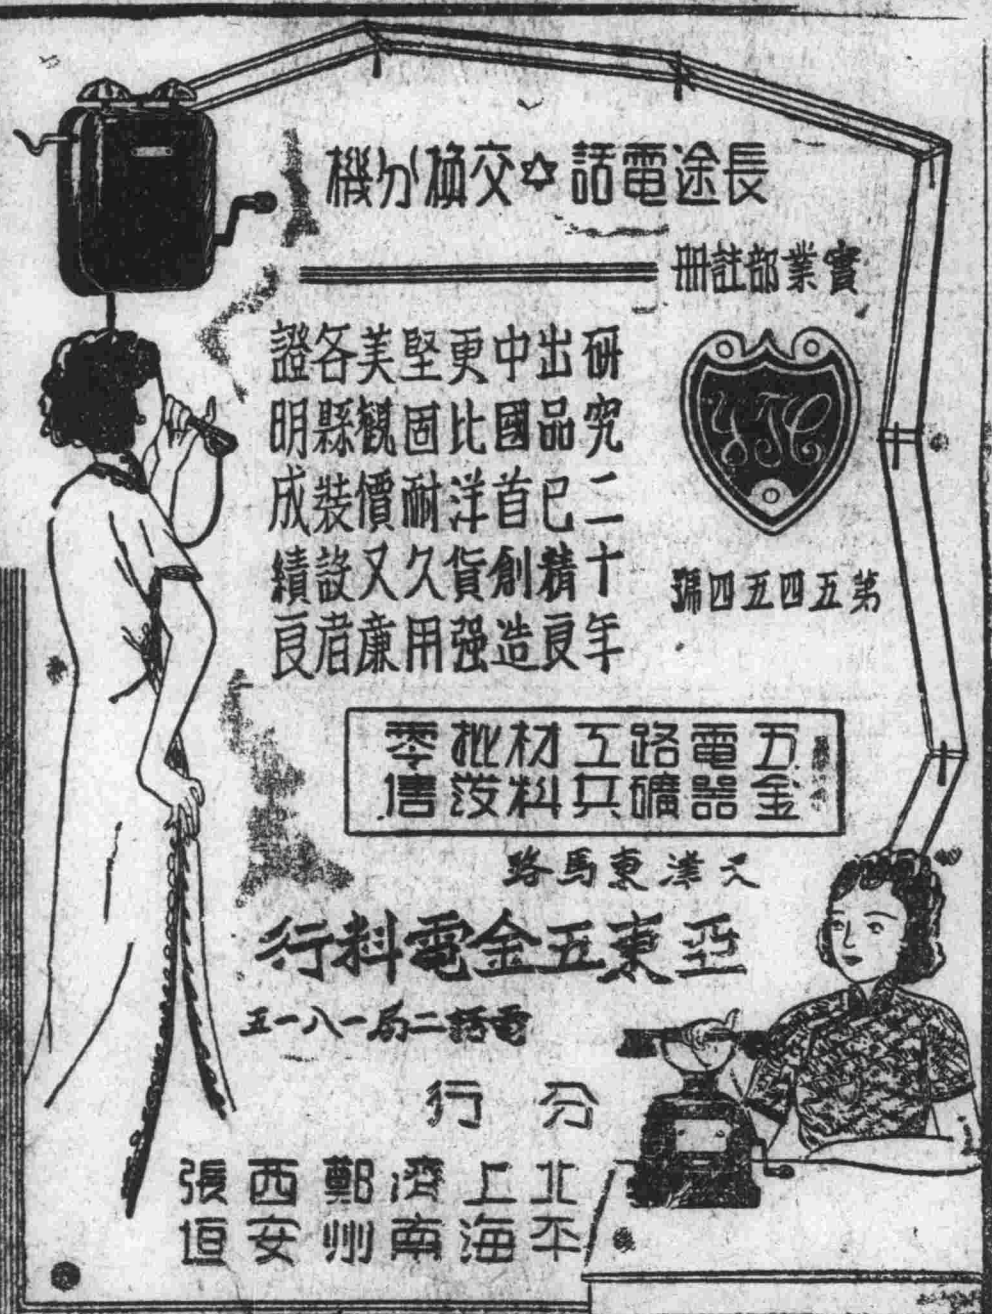 長途電話✡交換分機
實業部註冊
YTC
第五四五四號
研究二十年
出品已精良
中國首創造
更比洋貨強
堅固耐久用
美觀價又廉
各縣裝設者
證明成績良
五金
電器
路礦
工兵
材料
批發
零售
天津東馬路
亞東五金電料行
電話二局一八一五
分行
北平
上海
濟南
鄭州
西安
張垣